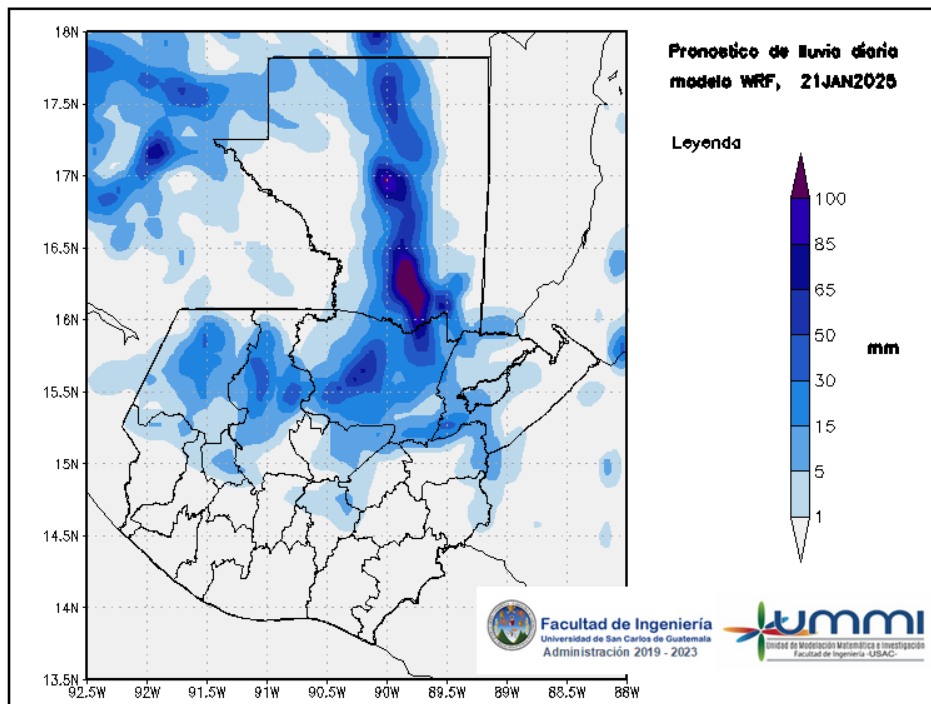 Pronostico de lluvia diaria
modelo WRF, 21JAN2025
Leyenda
100
85
65
50
30
15
5
1
mm
18N
17.5N
17N
16.5N
16N
15.5N
15N
14.5N
14N
13.5N
92.5W
92W
91.5W
91W
90.5W
90W
89.5W
89W
88.5W
88W
Facultad de Ingeniería
Universidad de San Carlos de Guatemala
Administración 2019 - 2023
ummi
Unidad de Modelación Matemática e Investigación
Facultad de Ingeniería -USAC-